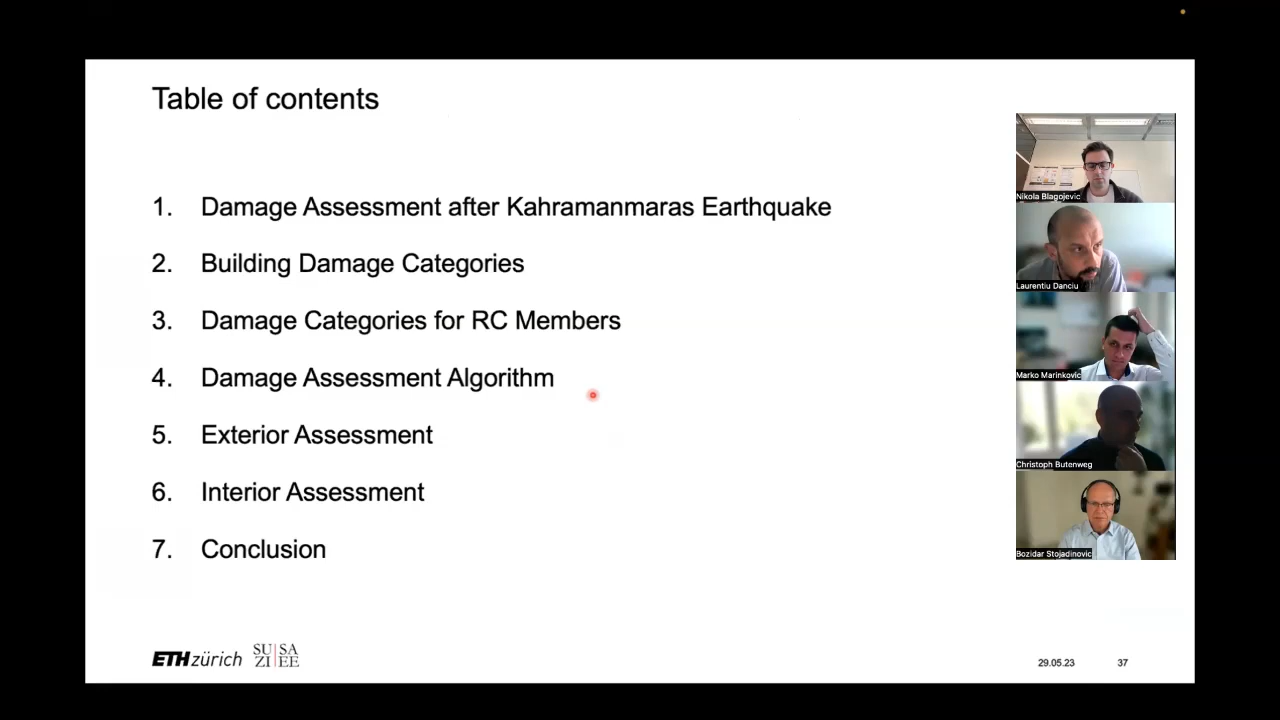 Table of contents
1. Damage Assessment after Kahramanmaras Earthquake
2. Building Damage Categories
3. Damage Categories for RC Members
4. Damage Assessment Algorithm
5. Exterior Assessment
6. Interior Assessment
7. Conclusion
Nikola Blagojevic
Laurentiu Danciu
Marko Marinkovic
Christoph Butenweg
Bozidar Stojadinovic
ETH zürich
SU SA
ZI EE
29.05.23 37